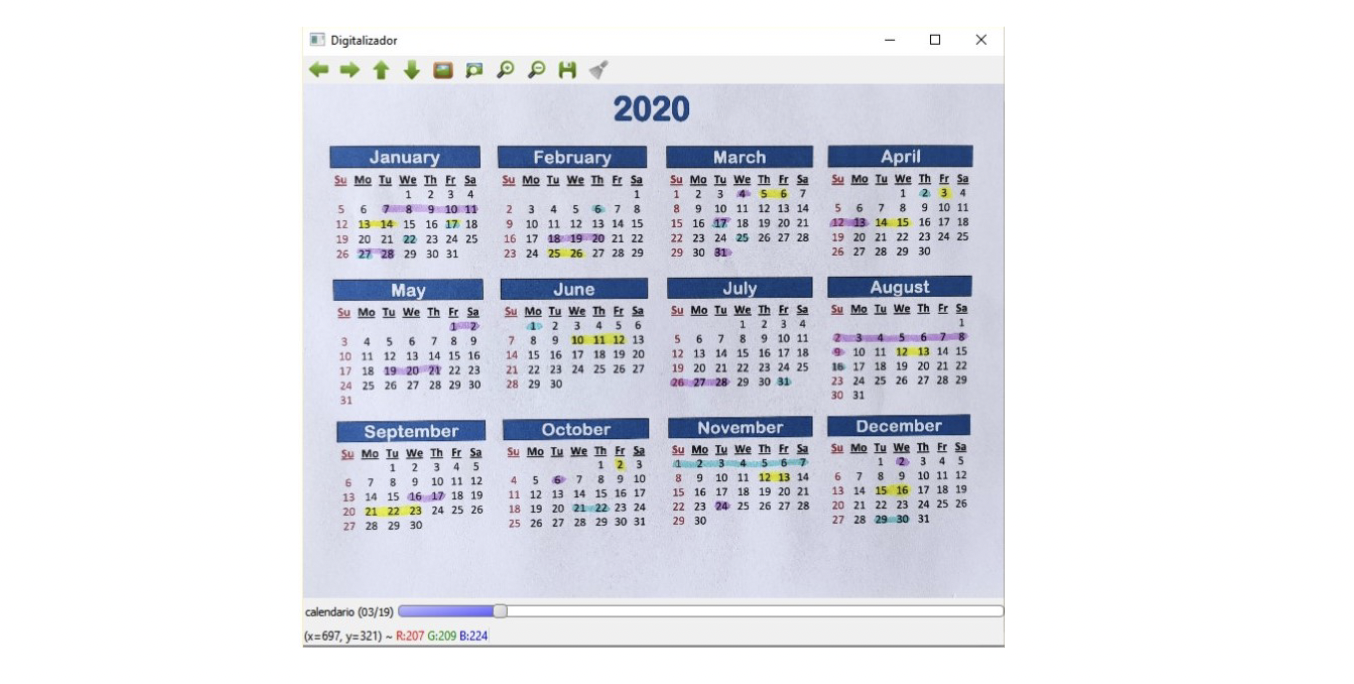 Digitalizador
2020
January
Su Mo Tu We Th Fr Sa
1 2 3 4
5 6 7 8 9 10 11
12 13 14 15 16 17 18
19 20 21 22 23 24 25
26 27 28 29 30 31
February
Su Mo Tu We Th Fr Sa
1
2 3 4 5 6 7 8
9 10 11 12 13 14 15
16 17 18 19 20 21 22
23 24 25 26 27 28 29
March
Su Mo Tu We Th Fr Sa
1 2 3 4 5 6 7
8 9 10 11 12 13 14
15 16 17 18 19 20 21
22 23 24 25 26 27 28
29 30 31
April
Su Mo Tu We Th Fr Sa
1 2 3 4
5 6 7 8 9 10 11
12 13 14 15 16 17 18
19 20 21 22 23 24 25
26 27 28 29 30
May
Su Mo Tu We Th Fr Sa
1 2
3 4 5 6 7 8 9
10 11 12 13 14 15 16
17 18 19 20 21 22 23
24 25 26 27 28 29 30
31
June
Su Mo Tu We Th Fr Sa
1 2 3 4 5 6
7 8 9 10 11 12 13
14 15 16 17 18 19 20
21 22 23 24 25 26 27
28 29 30
July
Su Mo Tu We Th Fr Sa
1 2 3 4
5 6 7 8 9 10 11
12 13 14 15 16 17 18
19 20 21 22 23 24 25
26 27 28 29 30 31
August
Su Mo Tu We Th Fr Sa
1
2 3 4 5 6 7 8
9 10 11 12 13 14 15
16 17 18 19 20 21 22
23 24 25 26 27 28 29
30 31
September
Su Mo Tu We Th Fr Sa
1 2 3 4 5
6 7 8 9 10 11 12
13 14 15 16 17 18 19
20 21 22 23 24 25 26
27 28 29 30
October
Su Mo Tu We Th Fr Sa
1 2 3
4 5 6 7 8 9 10
11 12 13 14 15 16 17
18 19 20 21 22 23 24
25 26 27 28 29 30 31
November
Su Mo Tu We Th Fr Sa
1 2 3 4 5 6 7
8 9 10 11 12 13 14
15 16 17 18 19 20 21
22 23 24 25 26 27 28
29 30
December
Su Mo Tu We Th Fr Sa
1 2 3 4 5
6 7 8 9 10 11 12
13 14 15 16 17 18 19
20 21 22 23 24 25 26
27 28 29 30 31
calendario (03/19)
(x=697, y=321) ~ R:207 G:209 B:224